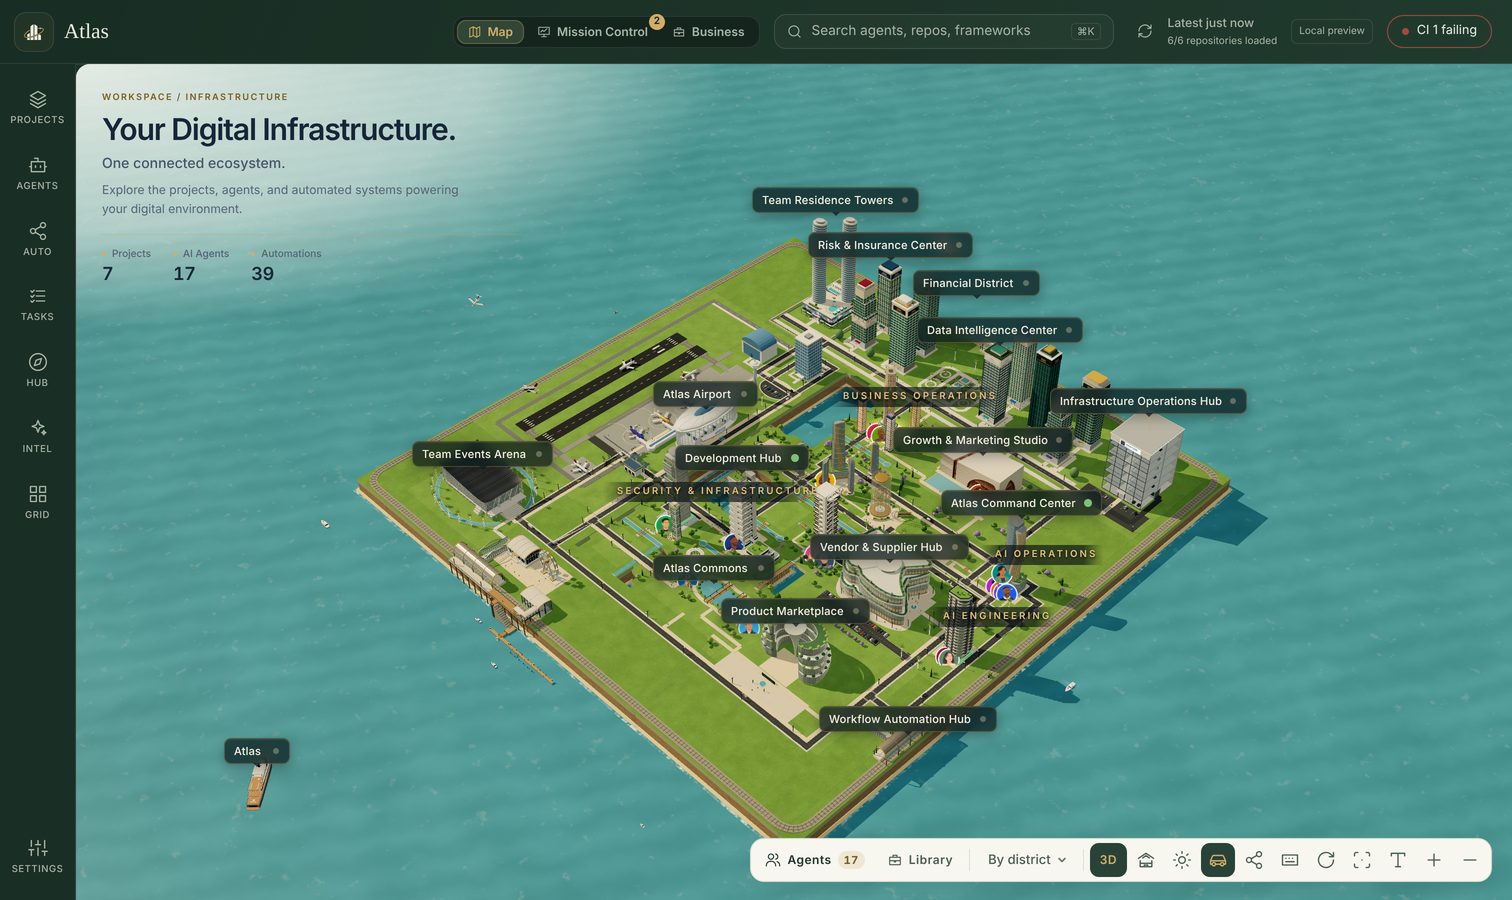 Atlas
Map
Mission Control
2
Business
Search agents, repos, frameworks
⌘K
Latest just now
6/6 repositories loaded
Local preview
CI 1 failing
PROJECTS
AGENTS
AUTO
TASKS
HUB
INTEL
GRID
SETTINGS
WORKSPACE / INFRASTRUCTURE
Your Digital Infrastructure.
One connected ecosystem.
Explore the projects, agents, and automated systems powering
your digital environment.
Projects
7
AI Agents
17
Automations
39
Team Residence Towers
Risk & Insurance Center
Financial District
Data Intelligence Center
Atlas Airport
BUSINESS OPERATIONS
Infrastructure Operations Hub
Growth & Marketing Studio
Team Events Arena
Development Hub
SECURITY & INFRASTRUCTURE
Atlas Command Center
Vendor & Supplier Hub
AI OPERATIONS
Atlas Commons
Product Marketplace
AI ENGINEERING
Workflow Automation Hub
Atlas
Agents
17
Library
By district
3D